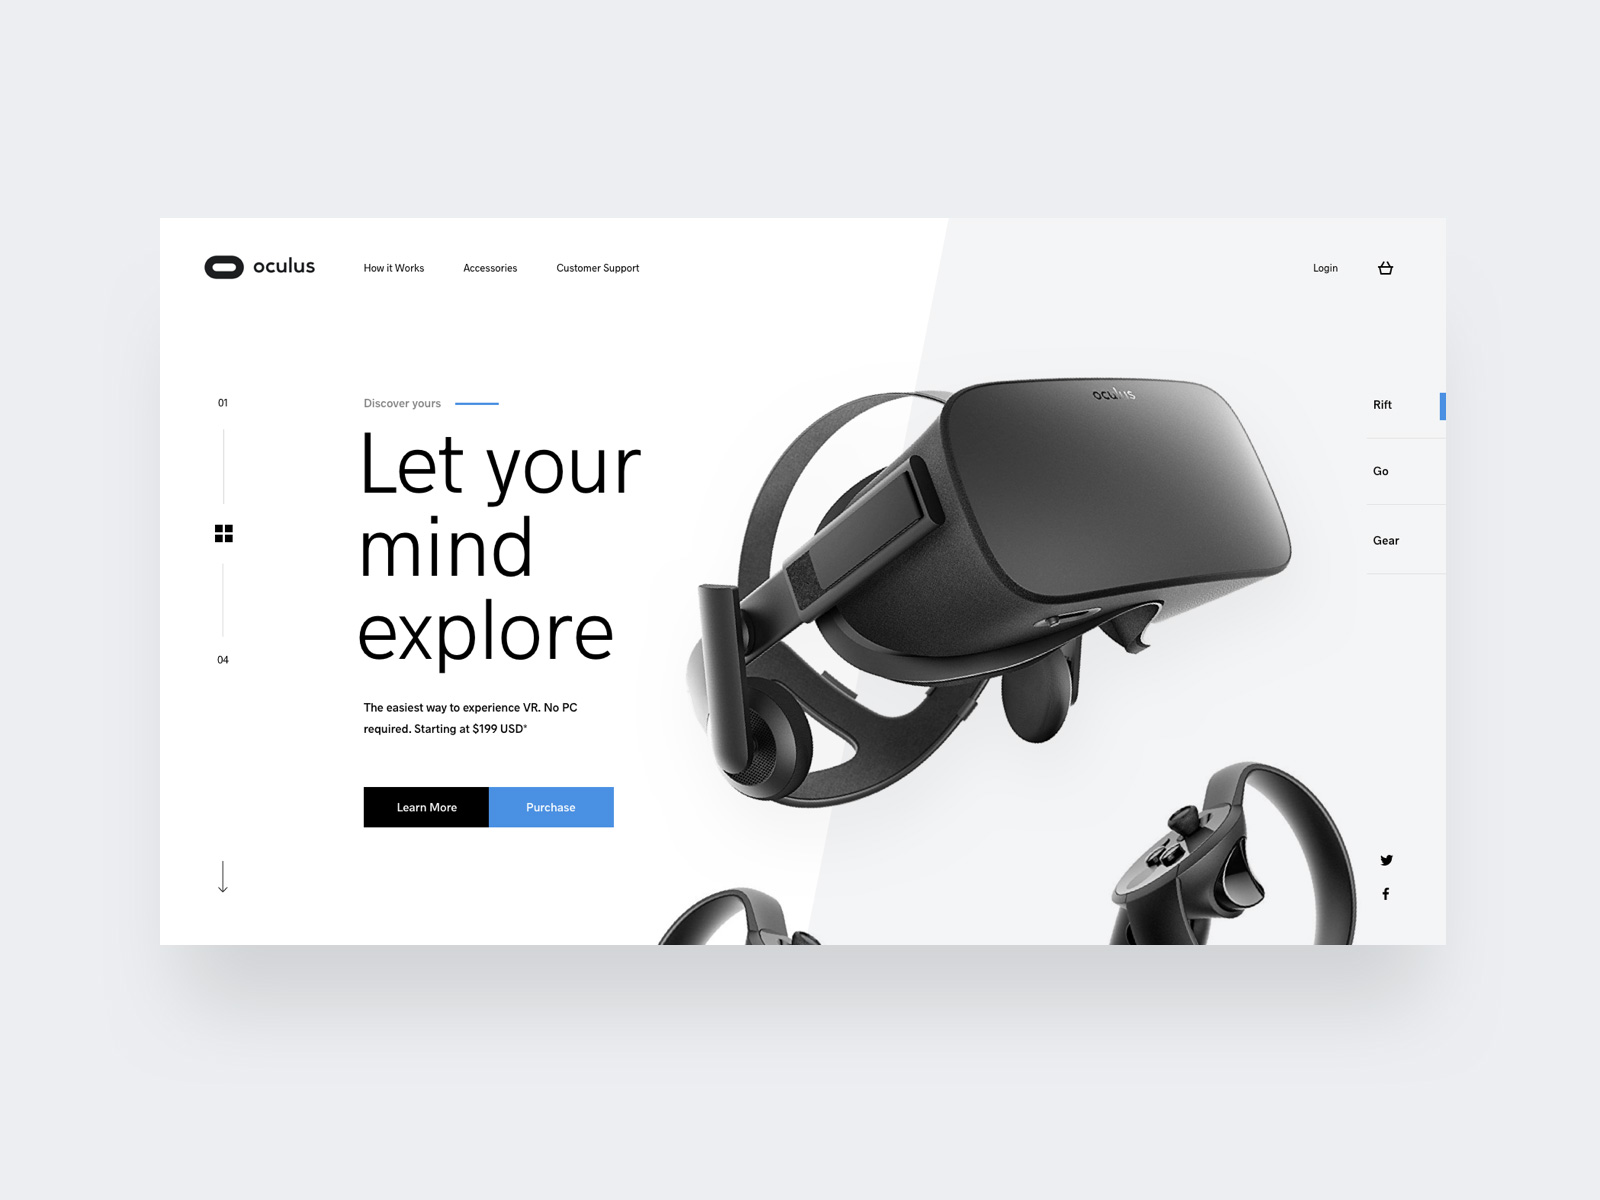 oculus
How it Works
Accessories
Customer Support
Login
oculus
01
04
Discover yours
Let your
mind
explore
The easiest way to experience VR. No PC
required. Starting at $199 USD*
Learn More
Purchase
Rift
Go
Gear